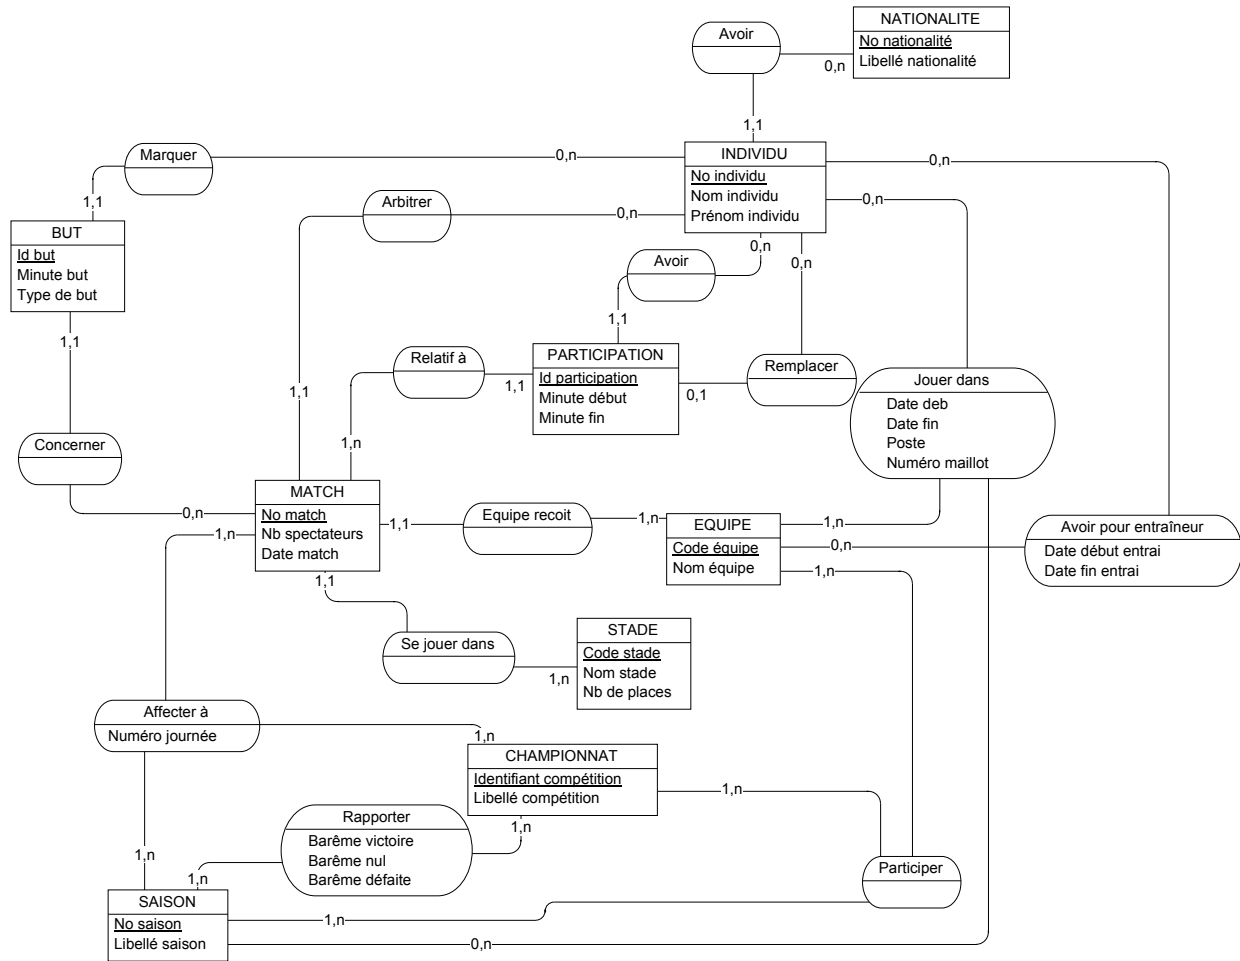 NATIONALITE
No nationalité
Libellé nationalité
Avoir
0,n
1,1
Marquer
0,n
1,1
INDIVIDU
No individu
Nom individu
Prénom individu
0,n
0,n
Arbitrer
0,n
1,1
BUT
Id but
Minute but
Type de but
1,1
Avoir
0,n
0,n
1,1
Relatif à
1,1
1,n
PARTICIPATION
Id participation
Minute début
Minute fin
0,1
Remplacer
Jouer dans
Date deb
Date fin
Poste
Numéro maillot
Concerner
0,n
1,n
MATCH
No match
Nb spectateurs
Date match
1,1
1,1
Equipe recoit
1,n
EQUIPE
Code équipe
Nom équipe
1,n
0,n
1,n
Avoir pour entraîneur
Date début entrai
Date fin entrai
Se jouer dans
1,n
STADE
Code stade
Nom stade
Nb de places
Affecter à
Numéro journée
1,n
1,n
CHAMPIONNAT
Identifiant compétition
Libellé compétition
1,n
1,n
Rapporter
Barême victoire
Barême nul
Barême défaite
1,n
Participer
SAISON
No saison
Libellé saison
1,n
0,n